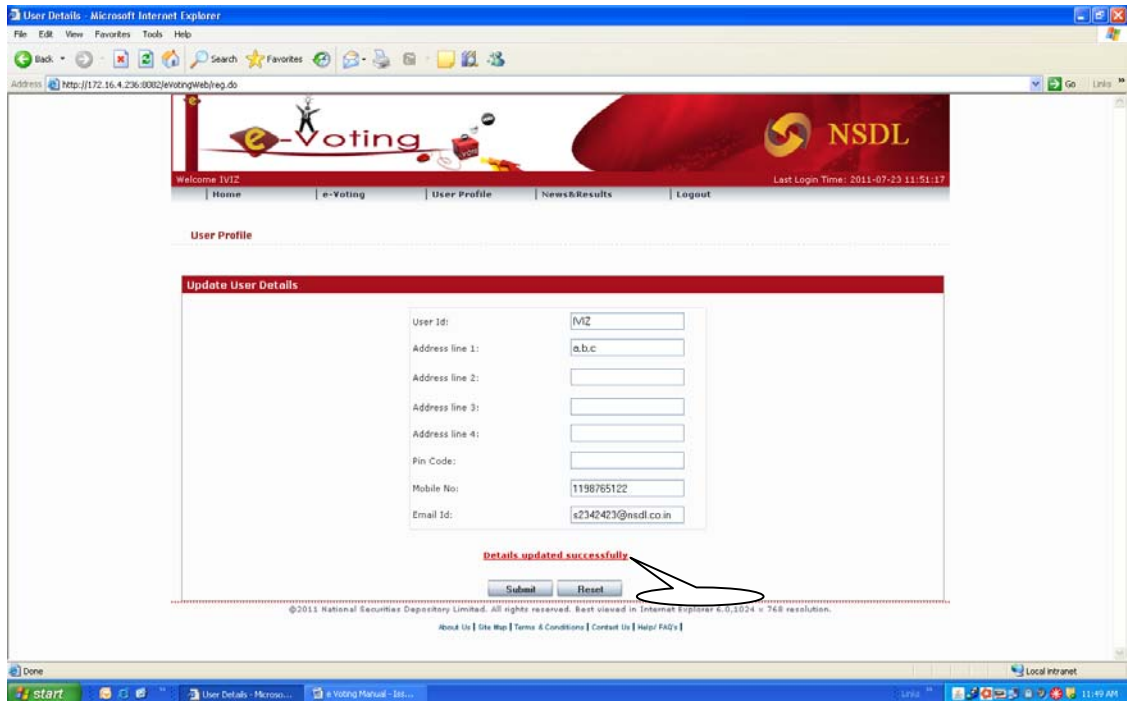 User Details - Microsoft Internet Explorer
File Edit View Favorites Tools Help
Back Search Favorites
Address http://172.16.4.236:8082/eVotingWeb/reg.do Go Links »
e-Voting NSDL
VOTE
Welcome IVIZ Last Login Time: 2011-07-23 11:51:17
| Home | e-Voting | User Profile | News&Results | Logout
User Profile
Update User Details
User Id: IVIZ
Address line 1: a,b,c
Address line 2:
Address line 3:
Address line 4:
Pin Code:
Mobile No: 1198765122
Email Id: s2342423@nsdl.co.in
Details updated successfully
Submit Reset
©2011 National Securities Depository Limited. All rights reserved. Best viewed in Internet Explorer 6.0,1024 x 768 resolution.
About Us | Site Map | Terms & Conditions | Contact Us | Help/ FAQ's |
Done Local intranet
start » User Details - Microso... e Voting Manual - Iss... Links » 11:49 AM